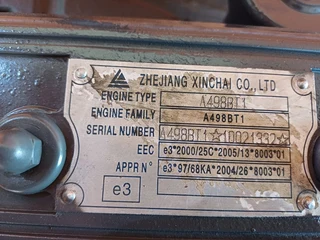 ZHEJIANG XINCHAI CO.,LTD
ENGINE TYPE A498BT1
ENGINE FAMILY A498BT1
SERIAL NUMBER A498BT1☆10021332☆
EEC e3*2000/25C*2005/13*8003*01
APPR N° e3*97/68KA*2004/26*8003*01
e3